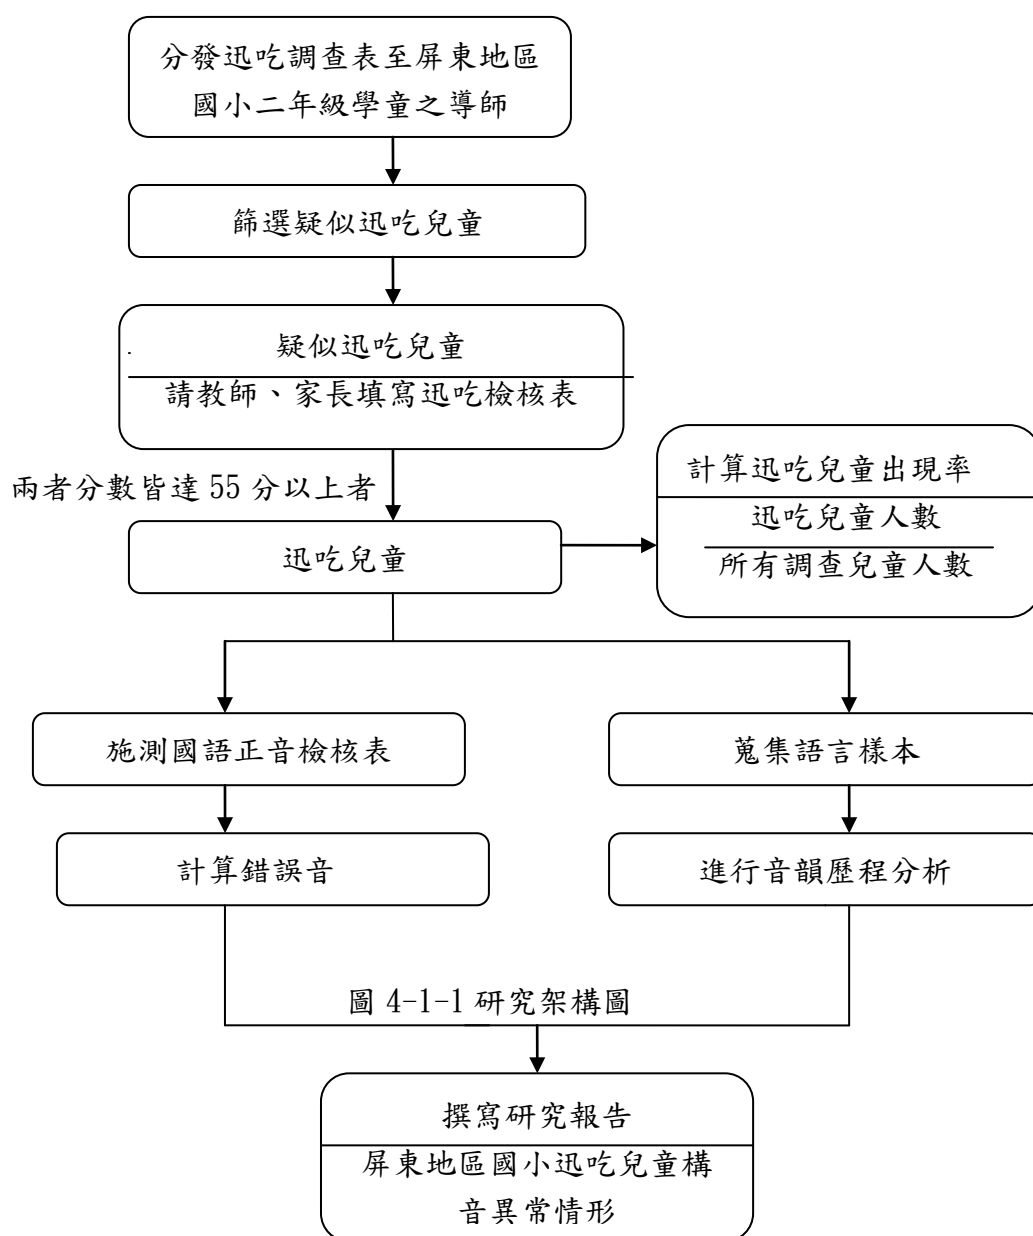 分發迅吃調查表至屏東地區
國小二年級學童之導師
篩選疑似迅吃兒童
疑似迅吃兒童
請教師、家長填寫迅吃檢核表
兩者分數皆達 55 分以上者
迅吃兒童
計算迅吃兒童出現率
迅吃兒童人數
所有調查兒童人數
施測國語正音檢核表
蒐集語言樣本
計算錯誤音
進行音韻歷程分析
圖 4-1-1 研究架構圖
撰寫研究報告
屏東地區國小迅吃兒童構
音異常情形